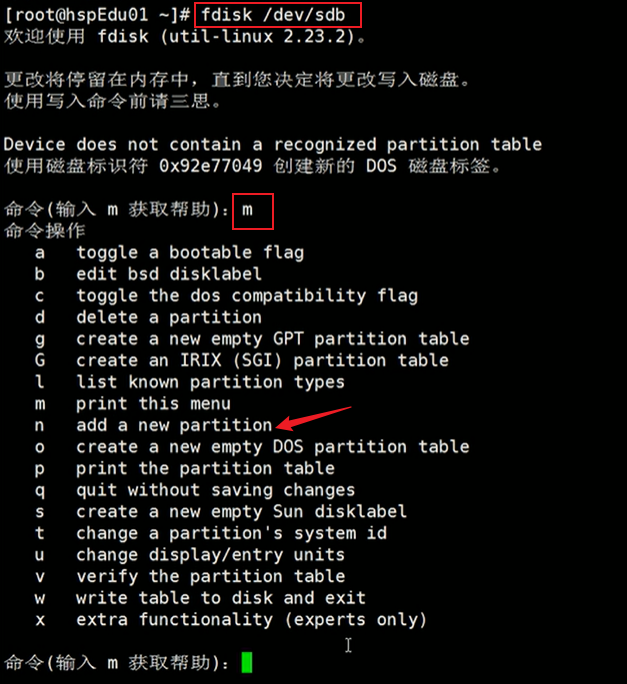 [root@hspEdu01 ~]# fdisk /dev/sdb
欢迎使用 fdisk (util-linux 2.23.2)。
更改将停留在内存中，直到您决定将更改写入磁盘。
使用写入命令前请三思。
Device does not contain a recognized partition table
使用磁盘标识符 0x92e77049 创建新的 DOS 磁盘标签。
命令(输入 m 获取帮助)：m
命令操作
a   toggle a bootable flag
b   edit bsd disklabel
c   toggle the dos compatibility flag
d   delete a partition
g   create a new empty GPT partition table
G   create an IRIX (SGI) partition table
l   list known partition types
m   print this menu
n   add a new partition
o   create a new empty DOS partition table
p   print the partition table
q   quit without saving changes
s   create a new empty Sun disklabel
t   change a partition's system id
u   change display/entry units
v   verify the partition table
w   write table to disk and exit
x   extra functionality (experts only)
命令(输入 m 获取帮助)：